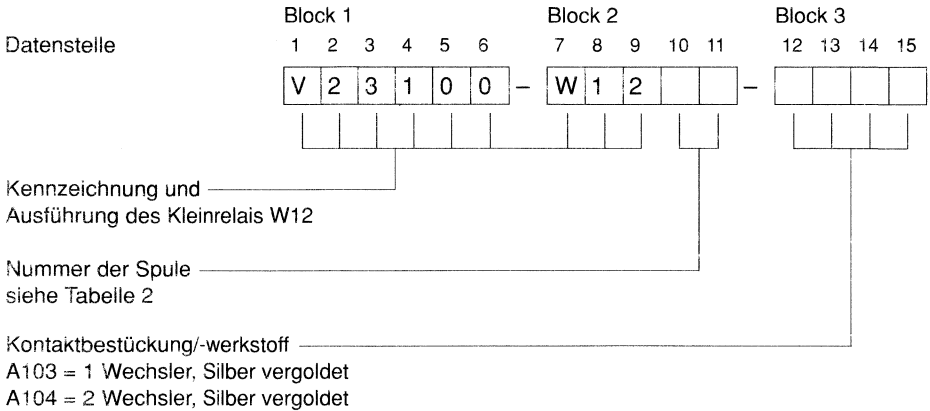 Block 1 Block 2 Block 3
Datenstelle 1 2 3 4 5 6 7 8 9 10 11 12 13 14 15
V 2 3 1 0 0 – W 1 2 –
Kennzeichnung und
Ausführung des Kleinrelais W12
Nummer der Spule
siehe Tabelle 2
Kontaktbestückung/-werkstoff
A103 = 1 Wechsler, Silber vergoldet
A104 = 2 Wechsler, Silber vergoldet